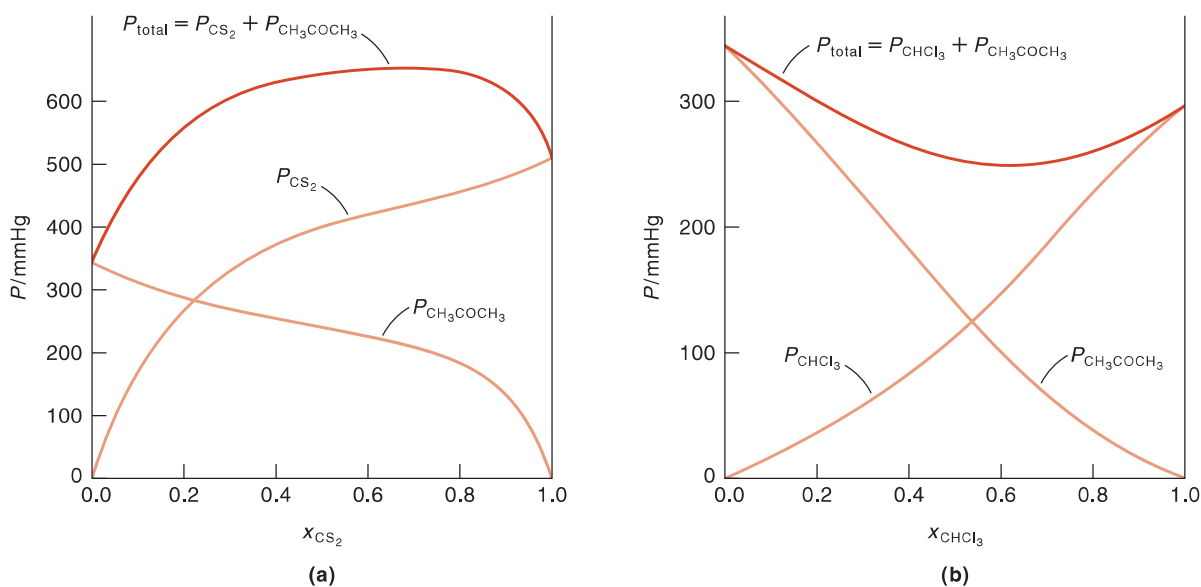 P_total = P_CS₂ + P_CH₃COCH₃
600
500
400
300
200
100
0
P/mmHg
P_CS₂
P_CH₃COCH₃
0.0 0.2 0.4 0.6 0.8 1.0
x_CS₂
(a)
P_total = P_CHCl₃ + P_CH₃COCH₃
300
200
100
0
P/mmHg
P_CHCl₃
P_CH₃COCH₃
0.0 0.2 0.4 0.6 0.8 1.0
x_CHCl₃
(b)